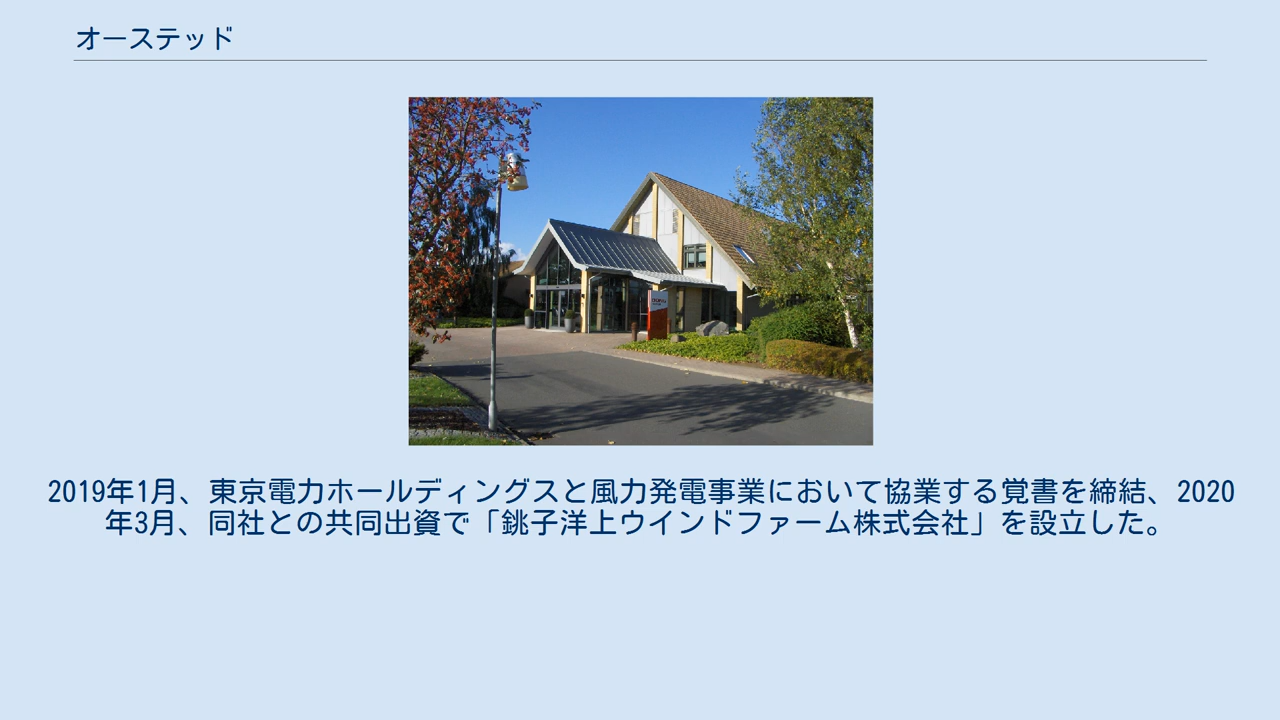 オーステッド
2019年1月、東京電力ホールディングスと風力発電事業において協業する覚書を締結、2020
年3月、同社との共同出資で「銚子洋上ウインドファーム株式会社」を設立した。